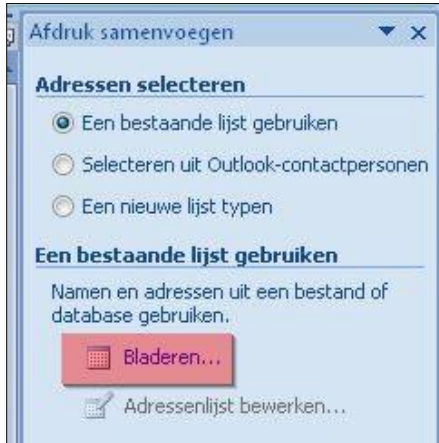 Afdruk samenvoegen
Adressen selecteren
Een bestaande lijst gebruiken
Selecteren uit Outlook-contactpersonen
Een nieuwe lijst typen
Een bestaande lijst gebruiken
Namen en adressen uit een bestand of
database gebruiken.
Bladeren...
Adressenlijst bewerken...